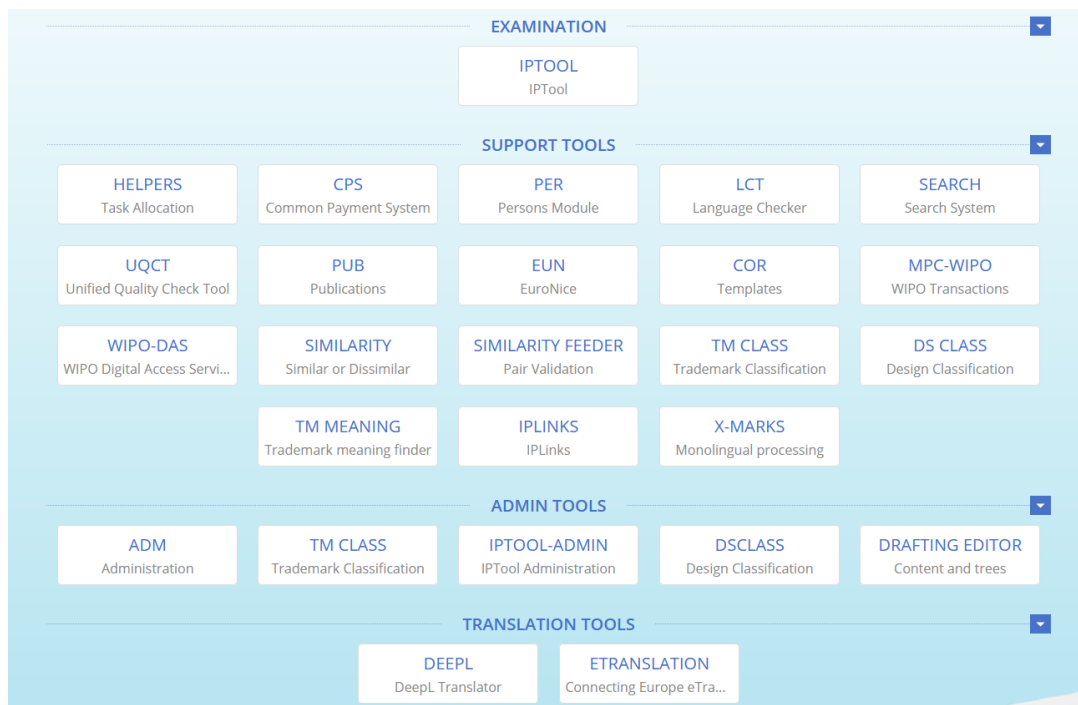 EXAMINATION
IPTOOL
IPTool
SUPPORT TOOLS
HELPERS
Task Allocation
CPS
Common Payment System
PER
Persons Module
LCT
Language Checker
SEARCH
Search System
UQCT
Unified Quality Check Tool
PUB
Publications
EUN
EuroNice
COR
Templates
MPC-WIPO
WIPO Transactions
WIPO-DAS
WIPO Digital Access Servi...
SIMILARITY
Similar or Dissimilar
SIMILARITY FEEDER
Pair Validation
TM CLASS
Trademark Classification
DS CLASS
Design Classification
TM MEANING
Trademark meaning finder
IPLINKS
IPLinks
X-MARKS
Monolingual processing
ADMIN TOOLS
ADM
Administration
TM CLASS
Trademark Classification
IPTOOL-ADMIN
IPTool Administration
DSCLASS
Design Classification
DRAFTING EDITOR
Content and trees
TRANSLATION TOOLS
DEEPL
DeepL Translator
ETRANSLATION
Connecting Europe eTra...